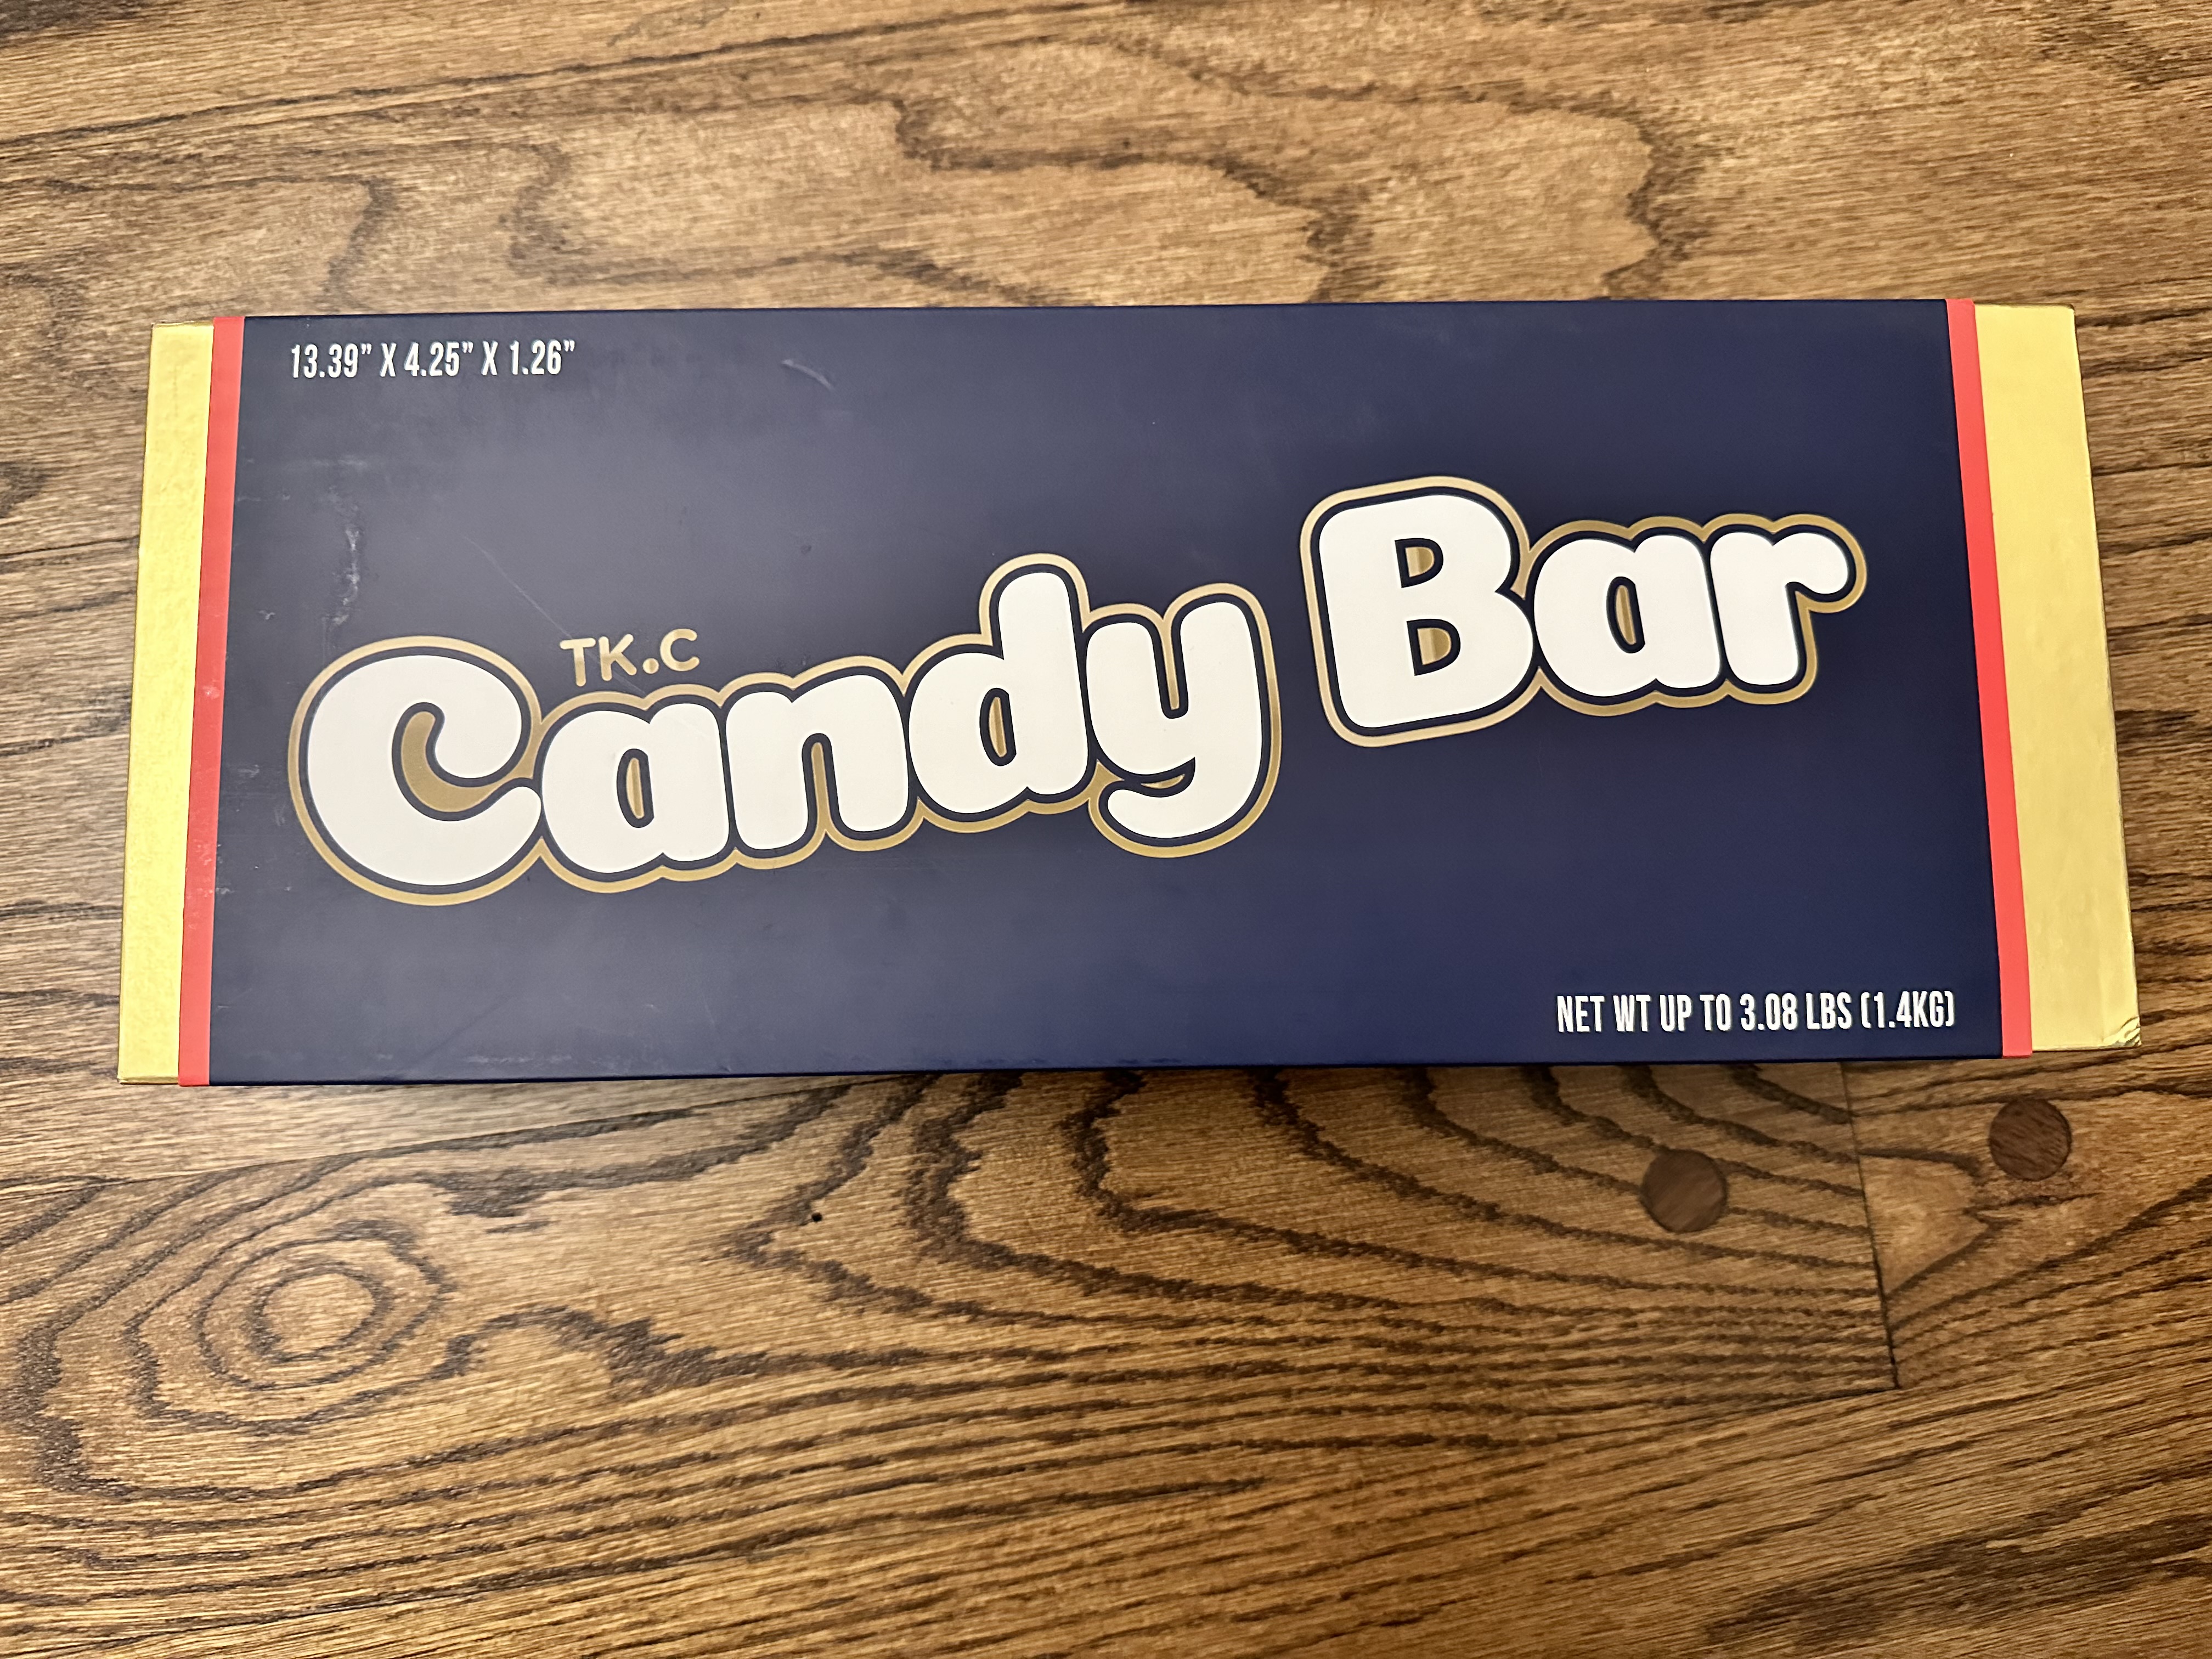 13.39” X 4.25” X 1.26”
TK.C
Candy Bar
NET WT UP TO 3.08 LBS (1.4KG)